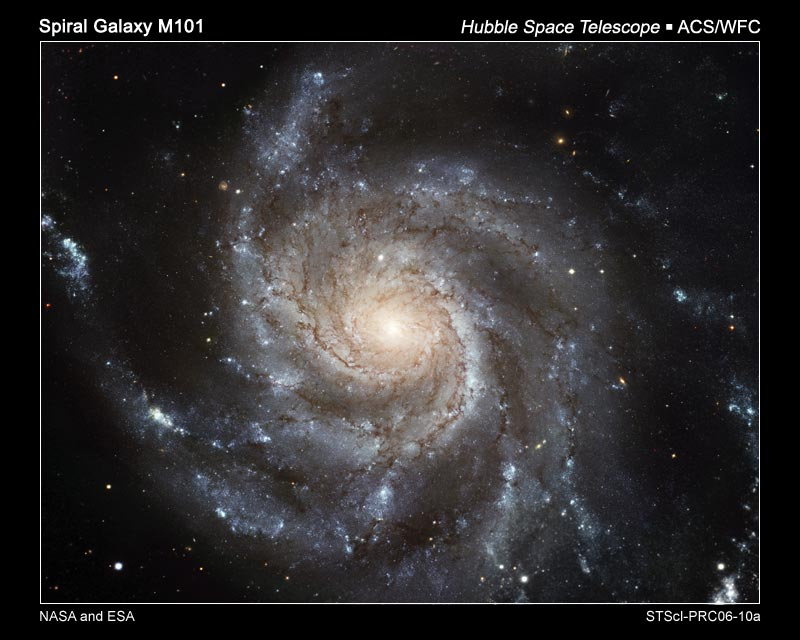 Spiral Galaxy M101
Hubble Space Telescope ▪ ACS/WFC
NASA and ESA
STScI-PRC06-10a